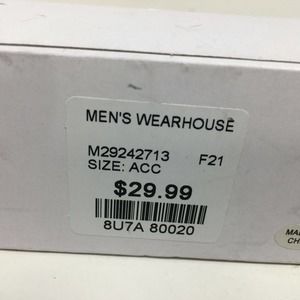 MEN'S WEARHOUSE
M29242713 F21
SIZE: ACC
$29.99
8U7A 80020